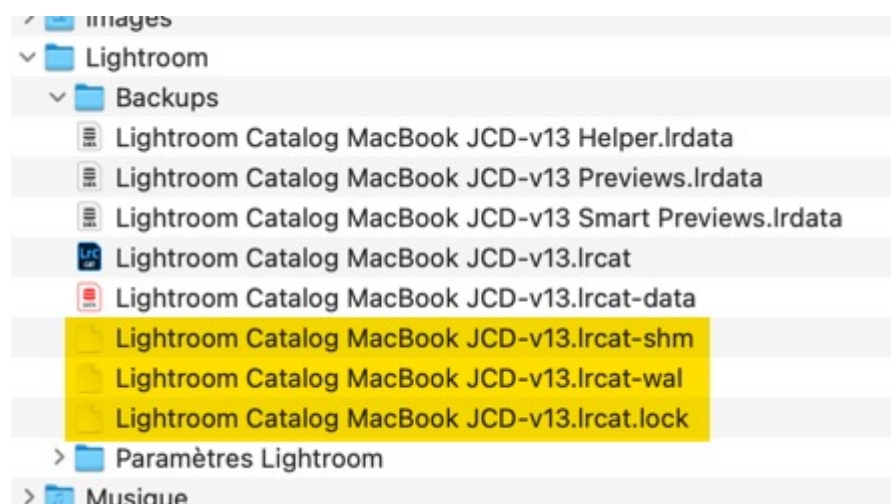 Images
Lightroom
Backups
Lightroom Catalog MacBook JCD-v13 Helper.lrdata
Lightroom Catalog MacBook JCD-v13 Previews.lrdata
Lightroom Catalog MacBook JCD-v13 Smart Previews.lrdata
Lightroom Catalog MacBook JCD-v13.lrcat
Lightroom Catalog MacBook JCD-v13.lrcat-data
Lightroom Catalog MacBook JCD-v13.lrcat-shm
Lightroom Catalog MacBook JCD-v13.lrcat-wal
Lightroom Catalog MacBook JCD-v13.lrcat.lock
Paramètres Lightroom
Musique